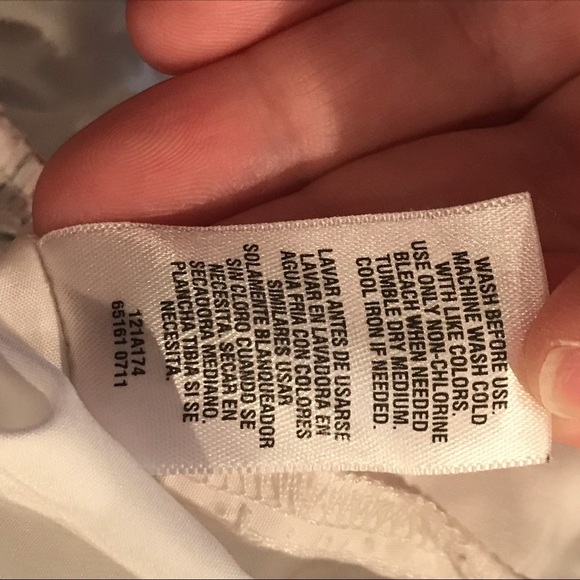 WASH BEFORE USE.
MACHINE WASH COLD
WITH LIKE COLORS
USE ONLY NON-CHLORINE
BLEACH WHEN NEEDED
TUMBLE DRY MEDIUM.
COOL IRON IF NEEDED.
LAVAR ANTES DE USARSE
LAVAR EN LAVADORA EN
AGUA FRIA CON COLORES
SIMILARES USAR
SOLAMENTE BLANQUEADOR
SIN CLORO CUANDO SE
NECESITA, SECAR EN
SECADORA MEDIANO.
PLANCHA TIBIA SI SE
NECESITA.
121A174
65161 0711